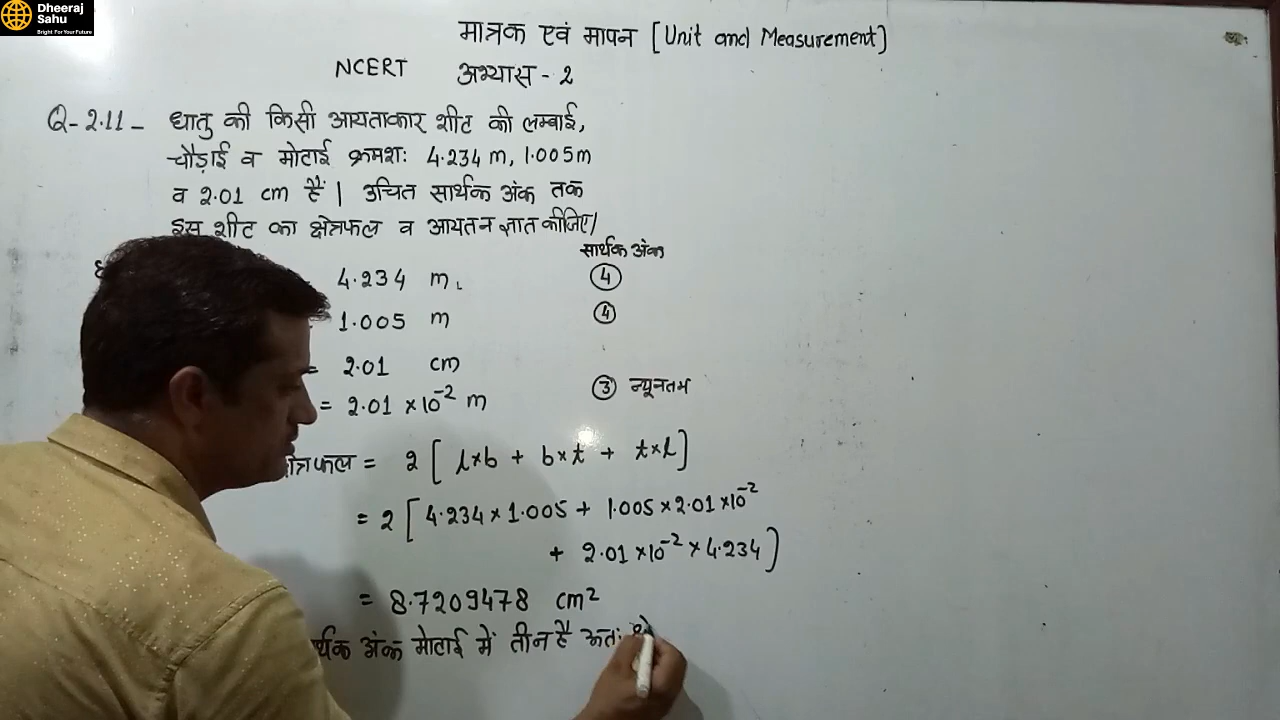 Dheeraj
Sahu
Bright For Your Future
मात्रक एवं मापन [Unit and Measurement]
NCERT अभ्यास - 2
Q-2.11- धातु की किसी आयताकार शीट की लम्बाई,
चौड़ाई व मोटाई क्रमशः 4.234 m, 1.005m
व 2.01 cm है। उचित सार्थक अंक तक
इस शीट का क्षेत्रफल व आयतन ज्ञात कीजिए।
सार्थक अंक
4.234 m. 4
1.005 m 4
= 2.01 cm
= 2.01 ×10⁻² m 3 न्यूनतम
= 2 [ l×b + b×t + t×l ]
= 2 [ 4.234 × 1.005 + 1.005 × 2.01 ×10⁻²
+ 2.01 ×10⁻² × 4.234 ]
= 8.7209478 cm²
अंक मोटाई में तीन है अतः